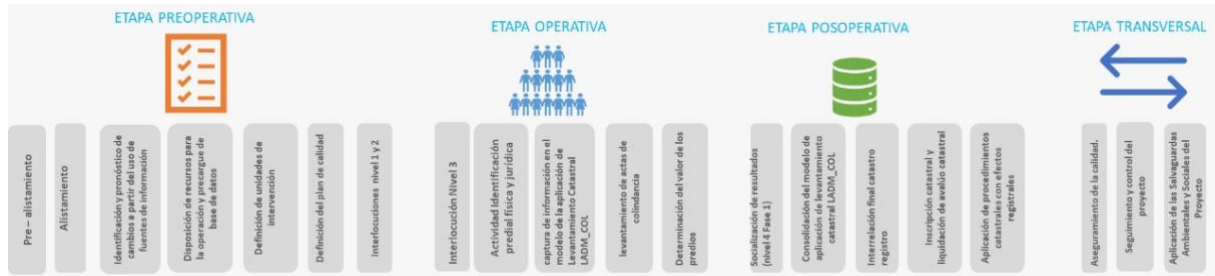 ETAPA PREOPERATIVA
Pre – alistamiento
Alistamiento
Identificación y pronóstico de
cambios a partir del uso de
fuentes de información
Disposición de recursos para
la operación y precargue de
base de datos
Definición de unidades de
intervención
Definición del plan de calidad
Interlocuciones nivel 1 y 2
ETAPA OPERATIVA
Interlocución Nivel 3
Actividad Identificación
predial física y jurídica
captura de información en el
modelo de la aplicación de
Levantamiento Catastral
LADM_COL
levantamiento de actas de
colindancia
Determinación del valor de los
predios
ETAPA POSOPERATIVA
Socialización de resultados
(nivel 4 Fase 1)
Consolidación del modelo de
aplicación de levantamiento
catastral LADM_COL
Interrelación final catastro
registro
Inscripción catastral y
liquidación de avalúo catastral
Aplicación de procedimientos
catastrales con efectos
registrales
ETAPA TRANSVERSAL
Aseguramiento de la calidad.
Seguimiento y control del
proyecto
Aplicación de las Salvaguardas
Ambientales y Sociales del
Proyecto